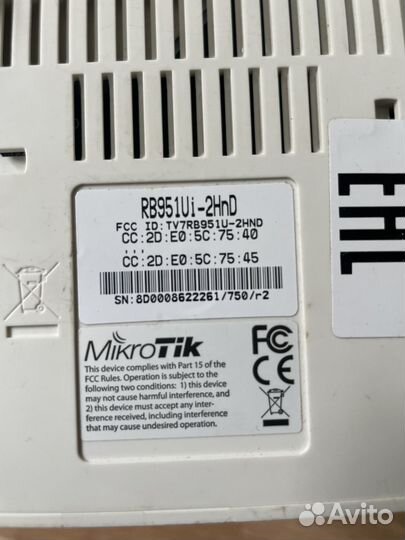 RB951Ui-2HnD
FCC ID:TV7RB951U-2HND
CC:2D:E0:5C:75:40
...
CC:2D:E0:5C:75:45
SN:8D0008622261/750/r2
EAC
MikroTik
FC
CE
This device complies with Part 15 of the
FCC Rules. Operation is subject to the
following two conditions: 1) this device
may not cause harmful interference, and
2) this device must accept any inter-
ference received, including interference
that may cause undesired operation.
Avito